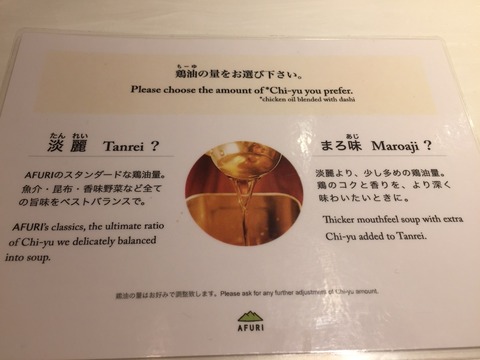 ちーゆ
鶏油の量をお選び下さい。
Please choose the amount of *Chi-yu you prefer.
*chicken oil blended with dashi
たん れい
淡 麗 Tanrei ?
AFURIのスタンダードな鶏油量。
魚介・昆布・香味野菜など全て
の旨味をベストバランスで。
AFURI's classics, the ultimate ratio
of Chi-yu we delicately balanced
into soup.
あじ
まろ味 Maroaji ?
淡麗より、少し多めの鶏油量。
鶏のコクと香りを、より深く
味わいたいときに。
Thicker mouthfeel soup with extra
Chi-yu added to Tanrei.
鶏油の量はお好みで調整致します。Please ask for any further adjustments of Chi-yu amount.
AFURI